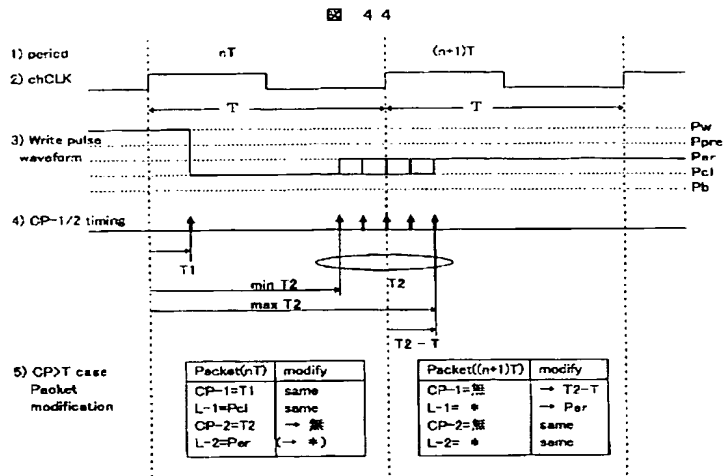 図 44
1) period nT (n+1)T
2) chCLK
T T
3) Write pulse
waveform
Pw
Ppre
Per
Pcl
Pb
4) CP-1/2 timing
T1
min T2 T2
max T2
T2 - T
5) CP>T case
Packet
modification
Packet(nT) modify
CP-1=T1 same
L-1=Pcl same
CP-2=T2 → 無
L-2=Per (→ *)
Packet((n+1)T) modify
CP-1=無 → T2-T
L-1= * → Per
CP-2=無 same
L-2= * same